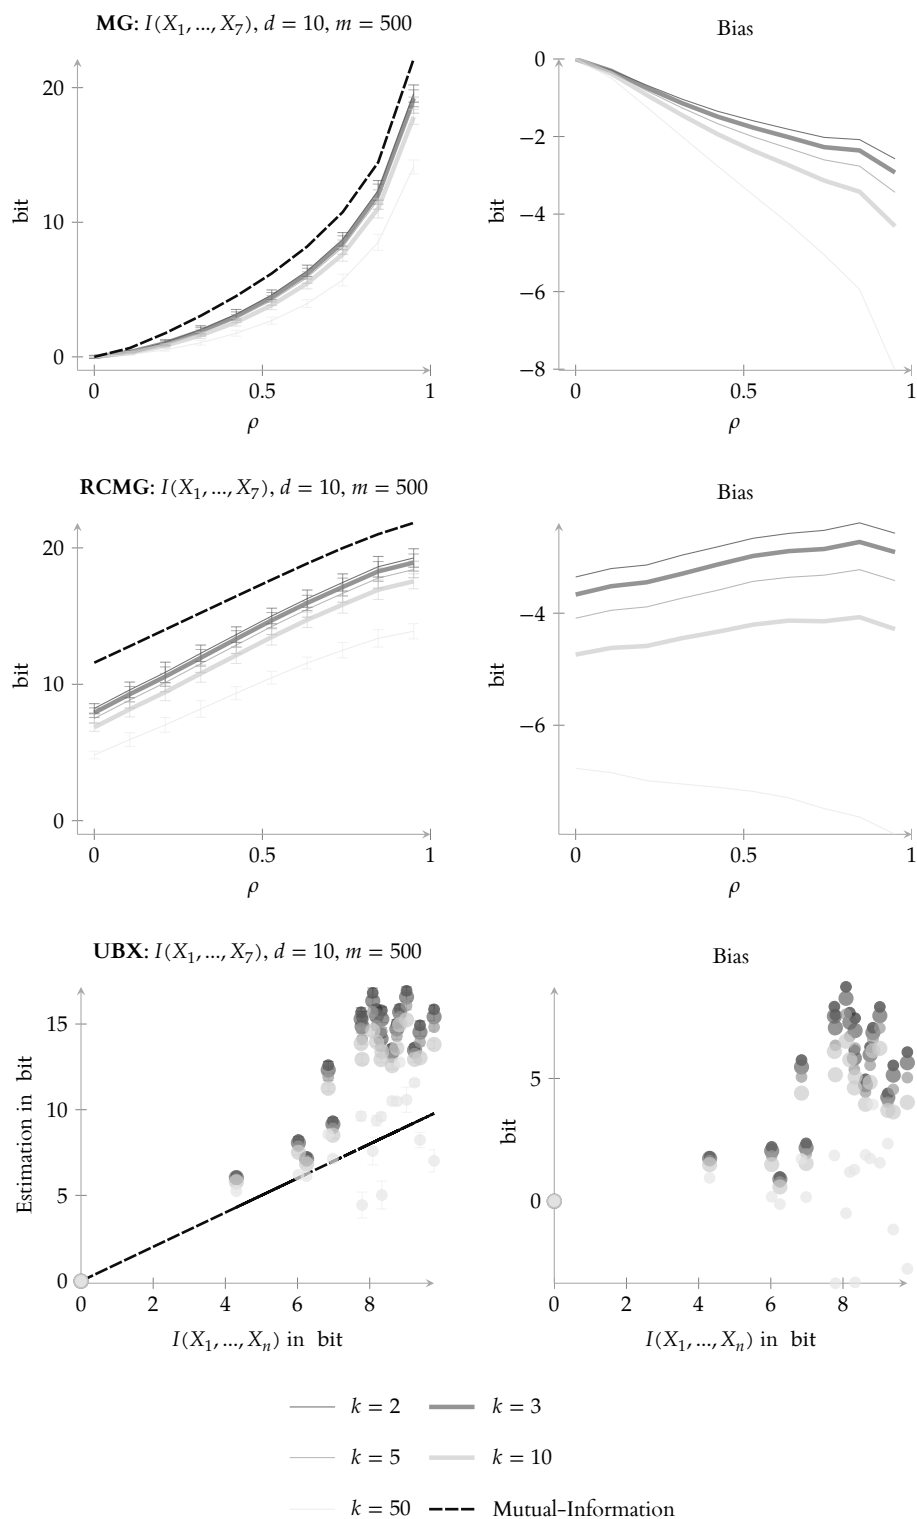 MG: I(X₁, ..., X₇), d = 10, m = 500
Bias
20
10
0
bit
0
0.5
1
ρ
0
−2
−4
−6
−8
bit
0
0.5
1
ρ
RCMG: I(X₁, ..., X₇), d = 10, m = 500
Bias
20
10
0
bit
0
0.5
1
ρ
−4
−6
bit
0
0.5
1
ρ
UBX: I(X₁, ..., X₇), d = 10, m = 500
Bias
15
10
5
0
Estimation in bit
0
2
4
6
8
I(X₁, ..., Xₙ) in bit
5
0
bit
0
2
4
6
8
I(X₁, ..., Xₙ) in bit
k = 2
k = 3
k = 5
k = 10
k = 50
Mutual-Information